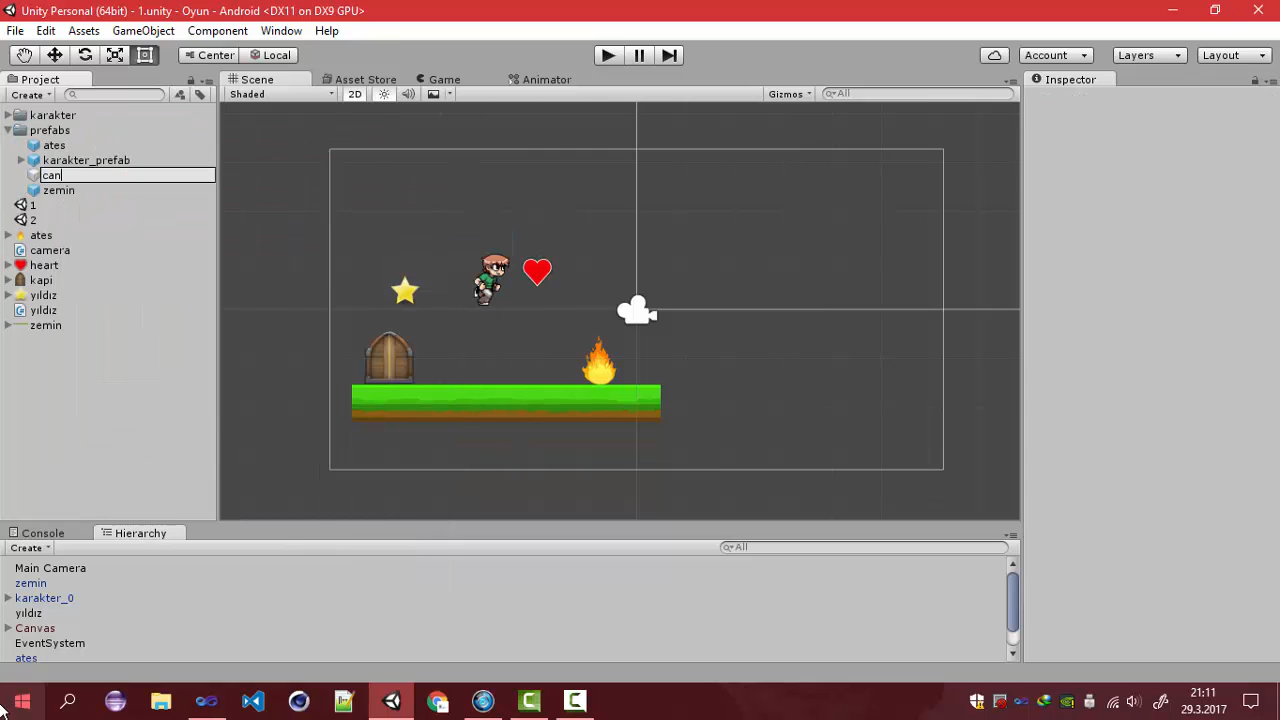 Unity Personal (64bit) - 1.unity - Oyun - Android <DX11 on DX9 GPU>
File Edit Assets GameObject Component Window Help
Center Local Account Layers Layout
Project Scene Asset Store Game Animator Inspector
Create Shaded 2D Gizmos All
karakter
prefabs
ates
karakter_prefab
can
zemin
1
2
ates
camera
heart
kapi
yıldız
yıldız
zemin
Console Hierarchy
Create All
Main Camera
zemin
karakter_0
yıldız
Canvas
EventSystem
ates
21:11
29.3.2017